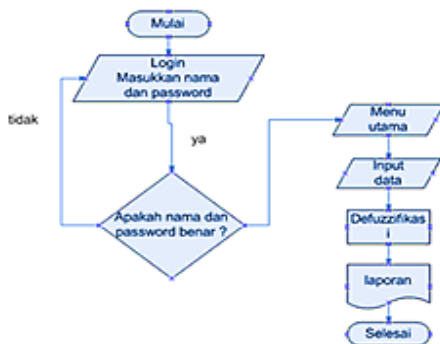 Mulai
Login
Masukkan nama
dan password
tidak
ya
Apakah nama dan
password benar ?
Menu
utama
Input
data
Defuzzifikas
i
laporan
Selesai